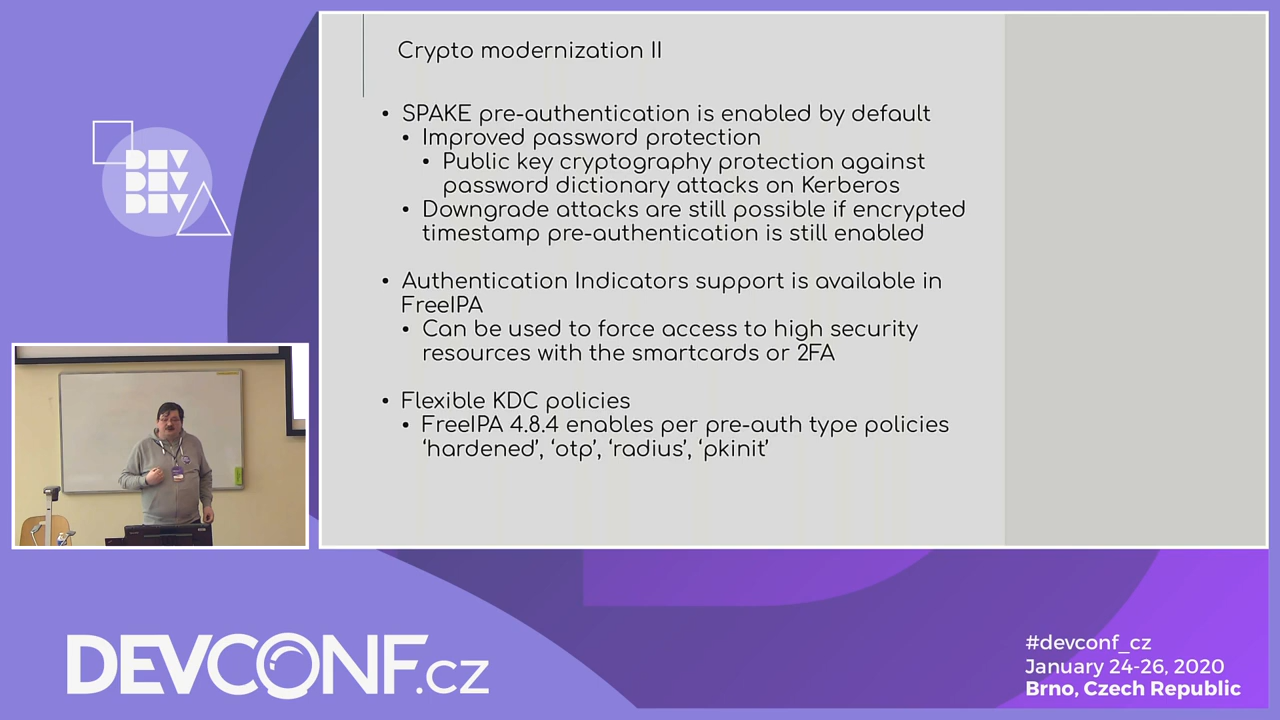 Crypto modernization II
• SPAKE pre-authentication is enabled by default
• Improved password protection
• Public key cryptography protection against
password dictionary attacks on Kerberos
• Downgrade attacks are still possible if encrypted
timestamp pre-authentication is still enabled
• Authentication Indicators support is available in
FreeIPA
• Can be used to force access to high security
resources with the smartcards or 2FA
• Flexible KDC policies
• FreeIPA 4.8.4 enables per pre-auth type policies
‘hardened’, ‘otp’, ‘radius’, ‘pkinit’
DEV
DEV
DEV
DEVCONF.cz
#devconf_cz
January 24-26, 2020
Brno, Czech Republic